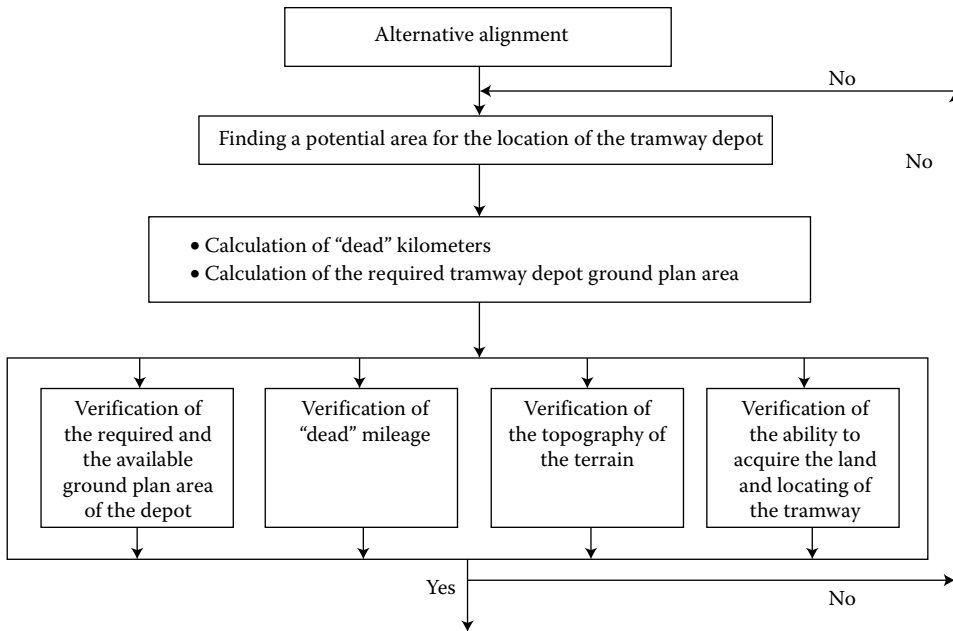 Alternative alignment
No
Finding a potential area for the location of the tramway depot
No
• Calculation of “dead” kilometers
• Calculation of the required tramway depot ground plan area
Verification of
the required and
the available
ground plan area
of the depot
Verification of
“dead” mileage
Verification of
the topography of
the terrain
Verification of
the ability to
acquire the land
and locating of
the tramway
Yes
No